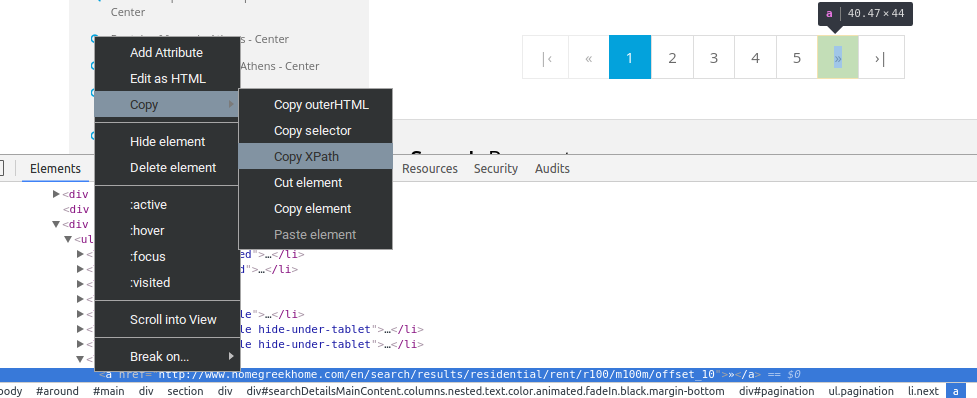 Center
- Center
Athens - Center
a 40.47 × 44
|‹ « 1 2 3 4 5 » ›|
Add Attribute
Edit as HTML
Copy
Hide element
Delete element
:active
:hover
:focus
:visited
Scroll into View
Break on...
Copy outerHTML
Copy selector
Copy XPath
Cut element
Copy element
Paste element
Elements Resources Security Audits
▶<div
<div
▼<div
▼<ul
▶< ed">…</li>
▶< d">…</li>
▶<
▶<
▶< le">…</li>
▶< le hide-under-tablet">…</li>
▶< le hide-under-tablet">…</li>
▼<
<a href="http://www.homegreekhome.com/en/search/results/residential/rent/r100/m100m/offset_10">»</a> == $0
body #around #main div section div div#searchDetailsMainContent.columns.nested.text.color.animated.fadeIn.black.margin-bottom div#pagination ul.pagination li.next a